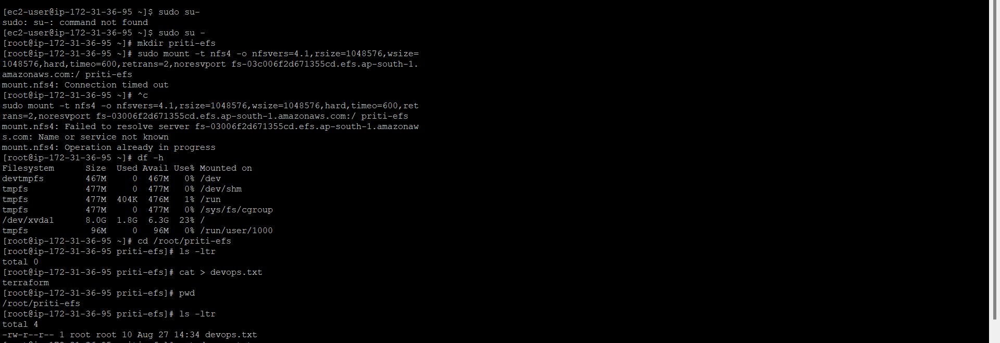 [ec2-user@ip-172-31-36-95 ~]$ sudo su-
sudo: su-: command not found
[ec2-user@ip-172-31-36-95 ~]$ sudo su -
[root@ip-172-31-36-95 ~]# mkdir priti-efs
[root@ip-172-31-36-95 ~]# sudo mount -t nfs4 -o nfsvers=4.1,rsize=1048576,wsize=
1048576,hard,timeo=600,retrans=2,noresvport fs-03c006f2d671355cd.efs.ap-south-1.
amazonaws.com:/ priti-efs
mount.nfs4: Connection timed out
[root@ip-172-31-36-95 ~]# ^c
sudo mount -t nfs4 -o nfsvers=4.1,rsize=1048576,wsize=1048576,hard,timeo=600,ret
rans=2,noresvport fs-03006f2d671355cd.efs.ap-south-1.amazonaws.com:/ priti-efs
mount.nfs4: Failed to resolve server fs-03006f2d671355cd.efs.ap-south-1.amazonaw
s.com: Name or service not known
mount.nfs4: Operation already in progress
[root@ip-172-31-36-95 ~]# df -h
Filesystem      Size  Used Avail Use% Mounted on
devtmpfs        467M     0  467M   0% /dev
tmpfs           477M     0  477M   0% /dev/shm
tmpfs           477M  404K  476M   1% /run
tmpfs           477M     0  477M   0% /sys/fs/cgroup
/dev/xvda1      8.0G  1.8G  6.3G  23% /
tmpfs            96M     0   96M   0% /run/user/1000
[root@ip-172-31-36-95 ~]# cd /root/priti-efs
[root@ip-172-31-36-95 priti-efs]# ls -ltr
total 0
[root@ip-172-31-36-95 priti-efs]# cat > devops.txt
terraform
[root@ip-172-31-36-95 priti-efs]# pwd
/root/priti-efs
[root@ip-172-31-36-95 priti-efs]# ls -ltr
total 4
-rw-r--r-- 1 root root 10 Aug 27 14:34 devops.txt